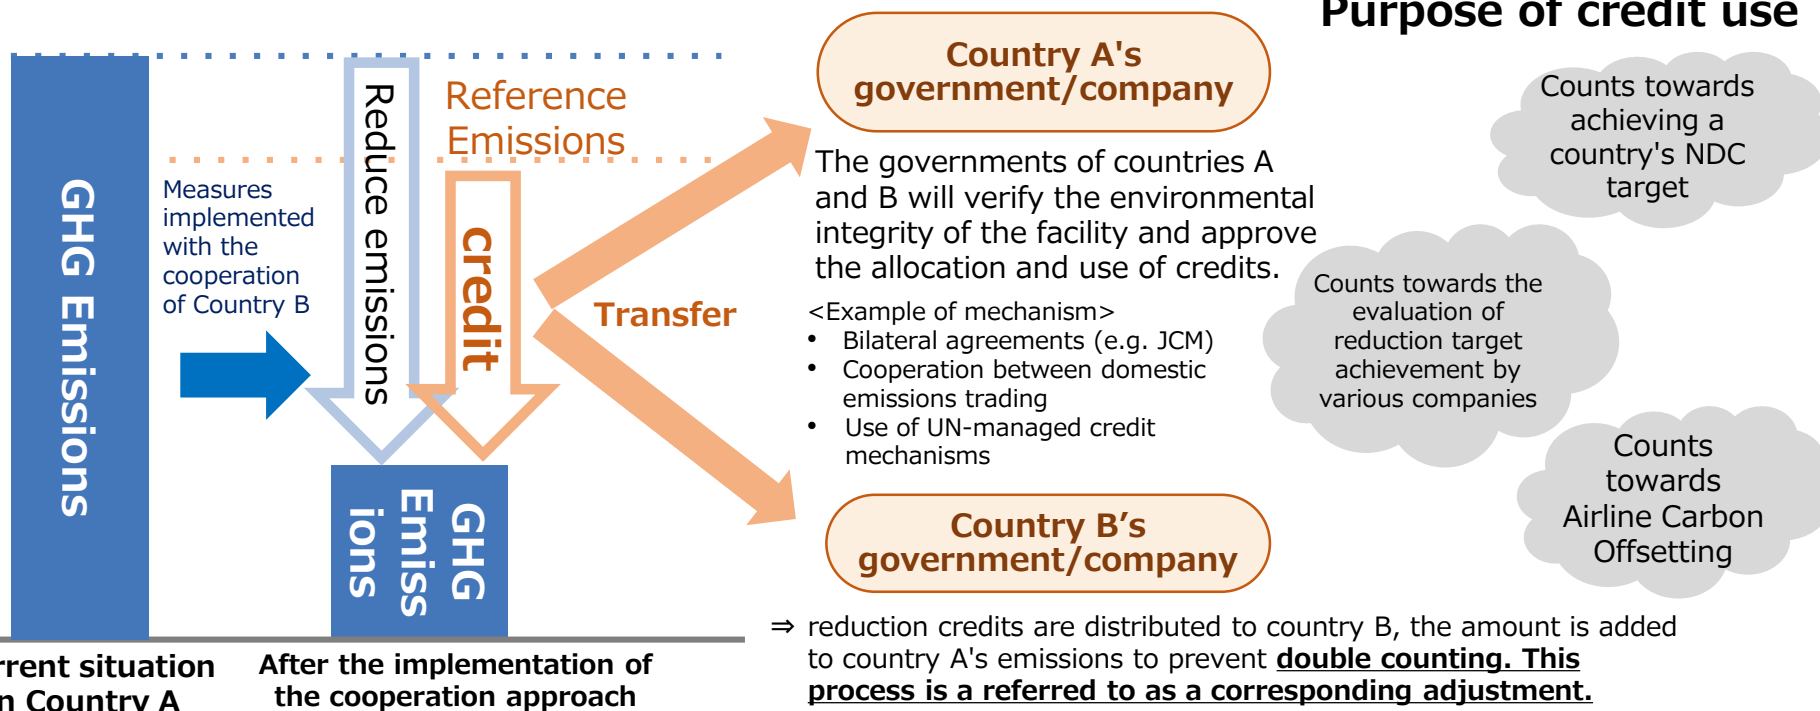 Purpose of credit use
GHG Emissions
Measures
implemented
with the
cooperation
of Country B
Reduce emissions
Reference
Emissions
credit
GHG
Emiss
ions
Transfer
Country A's
government/company
The governments of countries A
and B will verify the environmental
integrity of the facility and approve
the allocation and use of credits.
<Example of mechanism>
• Bilateral agreements (e.g. JCM)
• Cooperation between domestic
emissions trading
• Use of UN-managed credit
mechanisms
Country B’s
government/company
Counts towards
achieving a
country's NDC
target
Counts towards the
evaluation of
reduction target
achievement by
various companies
Counts
towards
Airline Carbon
Offsetting
rrent situation
n Country A
After the implementation of
the cooperation approach
⇒ reduction credits are distributed to country B, the amount is added
to country A's emissions to prevent double counting. This
process is a referred to as a corresponding adjustment.